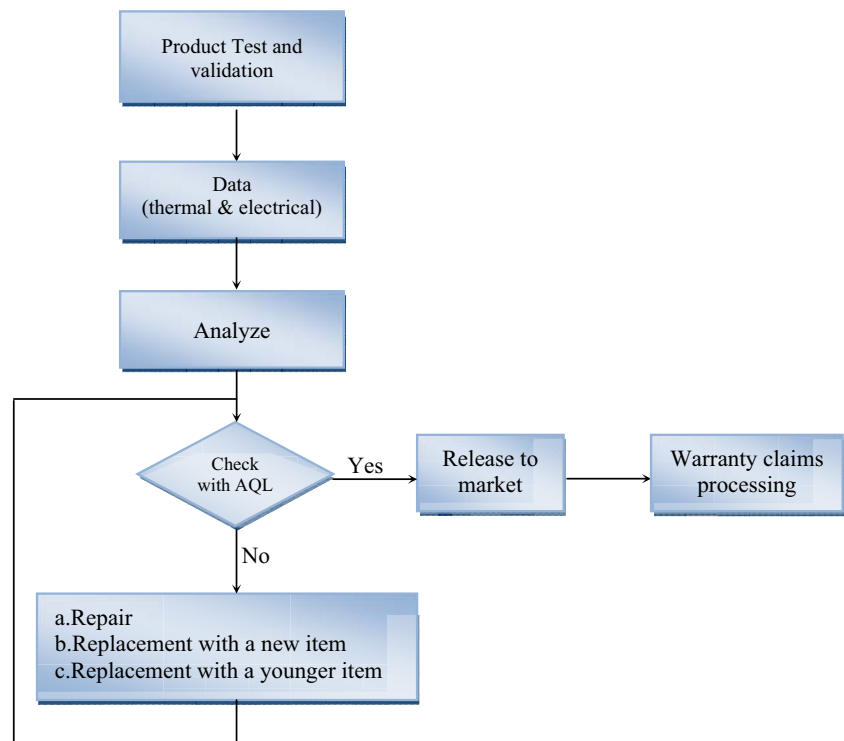 Product Test and
validation
Data
(thermal & electrical)
Analyze
Check
with AQL
Yes
Release to
market
Warranty claims
processing
No
a.Repair
b.Replacement with a new item
c.Replacement with a younger item